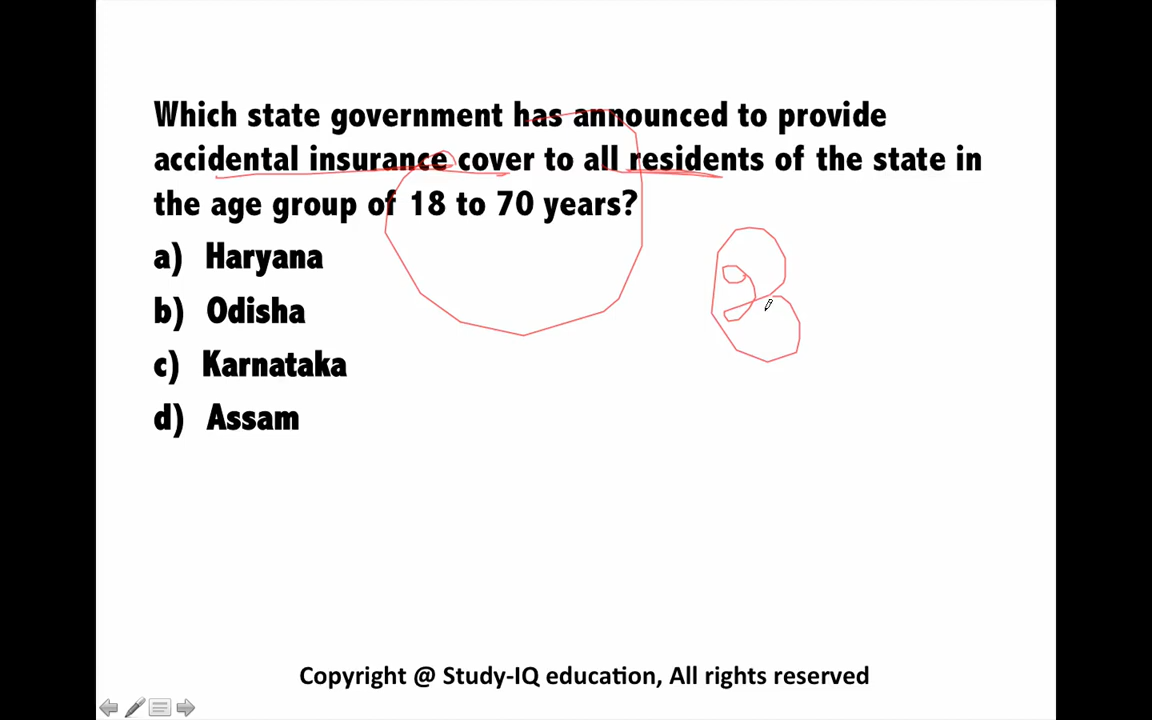 Which state government has announced to provide
accidental insurance cover to all residents of the state in
the age group of 18 to 70 years?
a) Haryana
b) Odisha
c) Karnataka
d) Assam
Copyright @ Study-IQ education, All rights reserved